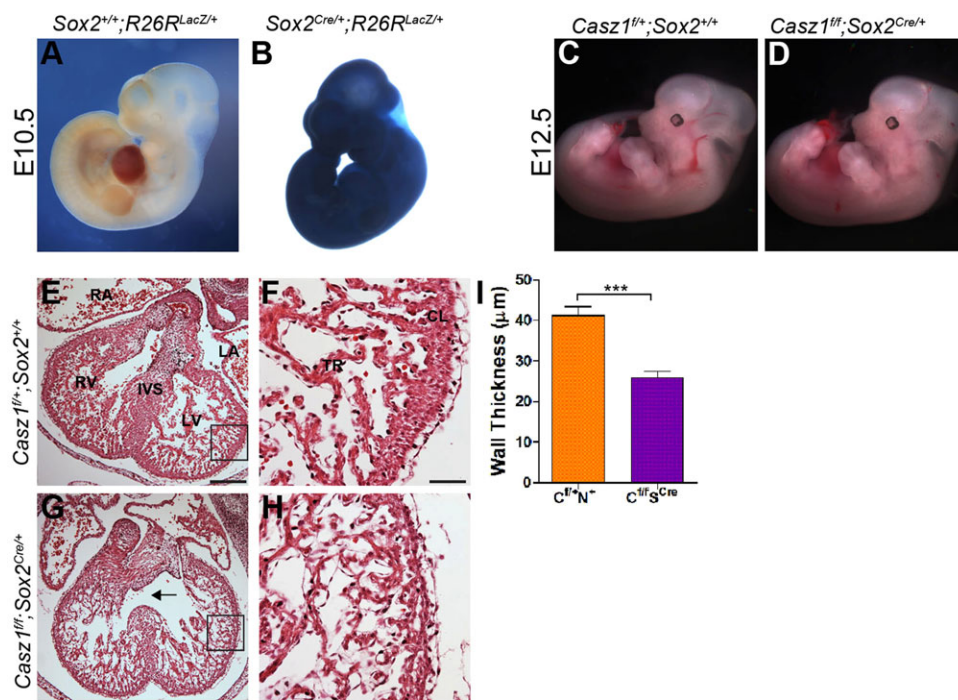 Sox2+/+;R26RLacZ/+
Sox2Cre/+;R26RLacZ/+
Casz1f/+;Sox2+/+
Casz1f/f;Sox2Cre/+
A
B
C
D
E10.5
E12.5
E
RA
LA
RV
IVS
LV
F
CL
TR
Casz1f/+;Sox2+/+
G
H
Casz1f/f;Sox2Cre/+
I
***
Wall Thickness (µm)
50
40
30
20
10
0
Cf/+N+
Cf/fSCre